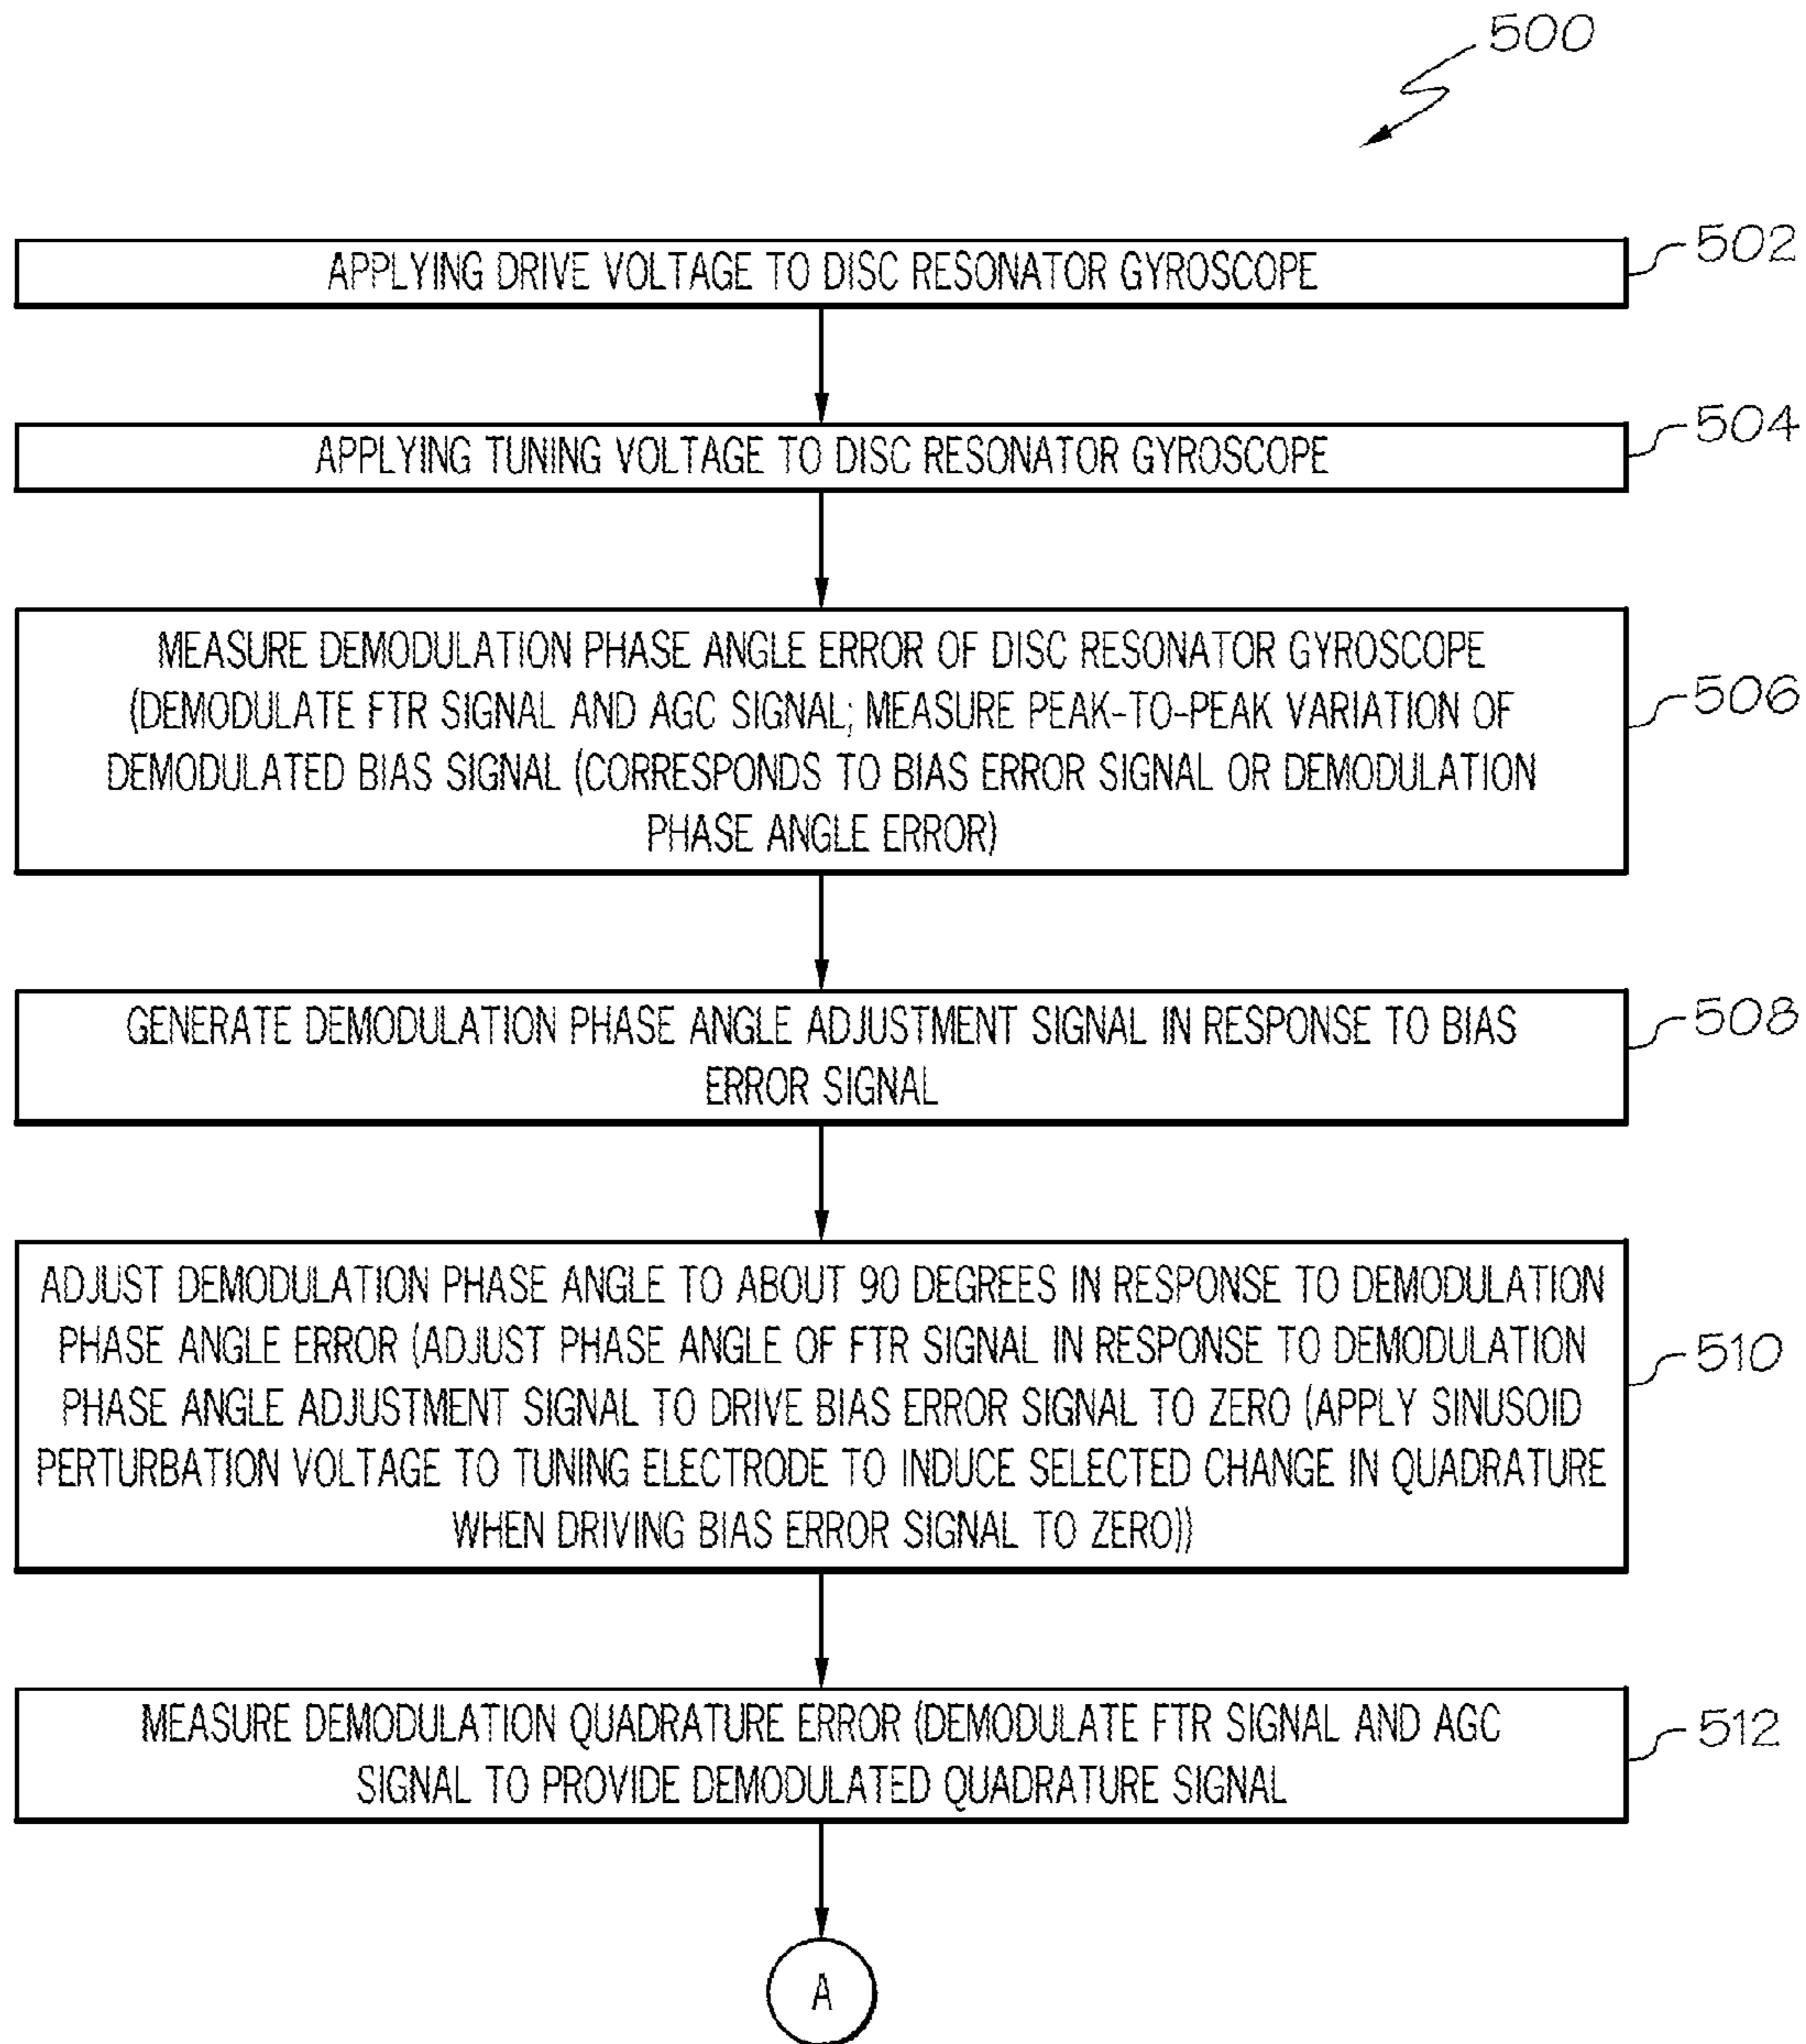 500
APPLYING DRIVE VOLTAGE TO DISC RESONATOR GYROSCOPE
502
APPLYING TUNING VOLTAGE TO DISC RESONATOR GYROSCOPE
504
MEASURE DEMODULATION PHASE ANGLE ERROR OF DISC RESONATOR GYROSCOPE
(DEMODULATE FTR SIGNAL AND AGC SIGNAL; MEASURE PEAK-TO-PEAK VARIATION OF
DEMODULATED BIAS SIGNAL (CORRESPONDS TO BIAS ERROR SIGNAL OR DEMODULATION
PHASE ANGLE ERROR)
506
GENERATE DEMODULATION PHASE ANGLE ADJUSTMENT SIGNAL IN RESPONSE TO BIAS
ERROR SIGNAL
508
ADJUST DEMODULATION PHASE ANGLE TO ABOUT 90 DEGREES IN RESPONSE TO DEMODULATION
PHASE ANGLE ERROR (ADJUST PHASE ANGLE OF FTR SIGNAL IN RESPONSE TO DEMODULATION
PHASE ANGLE ADJUSTMENT SIGNAL TO DRIVE BIAS ERROR SIGNAL TO ZERO (APPLY SINUSOID
PERTURBATION VOLTAGE TO TUNING ELECTRODE TO INDUCE SELECTED CHANGE IN QUADRATURE
WHEN DRIVING BIAS ERROR SIGNAL TO ZERO))
510
MEASURE DEMODULATION QUADRATURE ERROR (DEMODULATE FTR SIGNAL AND AGC
SIGNAL TO PROVIDE DEMODULATED QUADRATURE SIGNAL
512
A